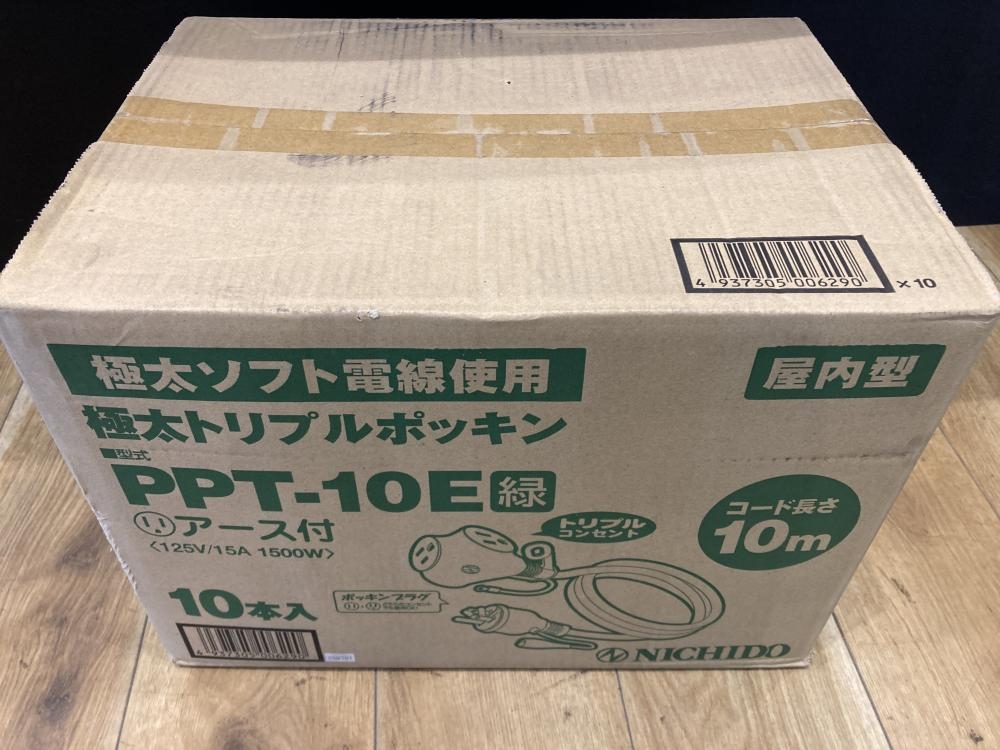 4 937305 006290
×10
極太ソフト電線使用
屋内型
極太トリプルポッキン
型式
PPT-10E 緑
アース付
〈125V/15A 1500W〉
コード長さ
10m
トリプル
コンセント
ポッキンプラグ
10本入
4 937305 006290
NICHIDO